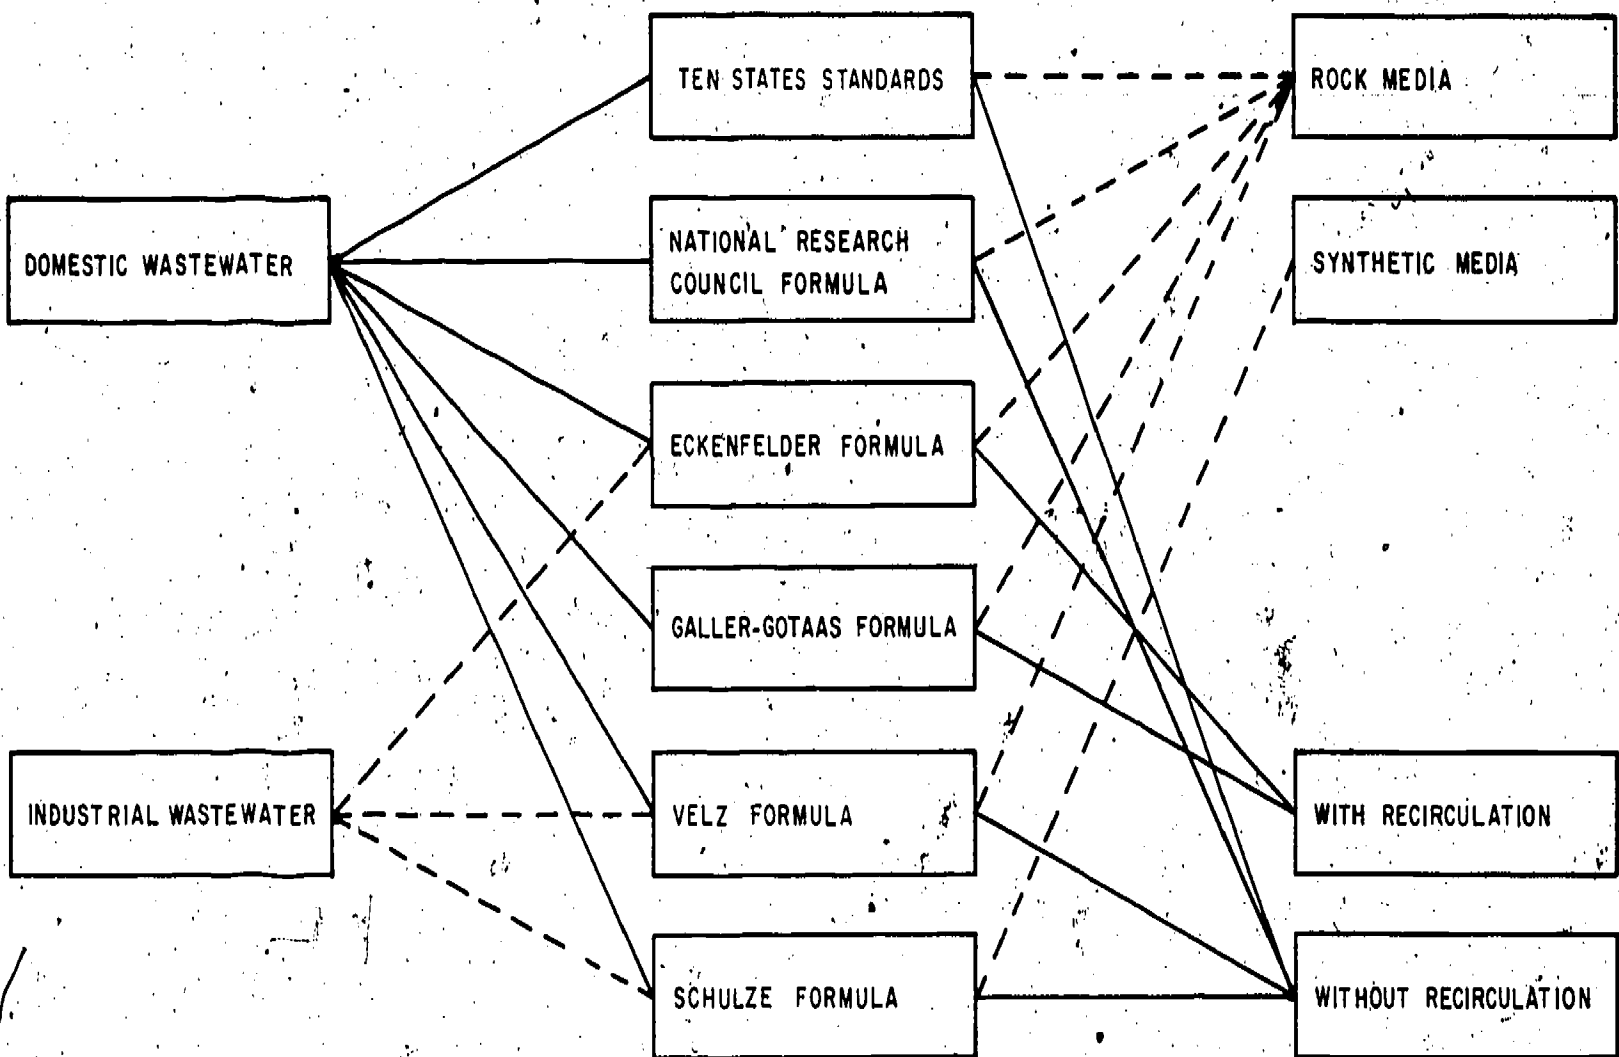 DOMESTIC WASTEWATER
INDUSTRIAL WASTEWATER
TEN STATES STANDARDS
NATIONAL RESEARCH
COUNCIL FORMULA
ECKENFELDER FORMULA
GALLER-GOTAAS FORMULA
VELZ FORMULA
SCHULZE FORMULA
ROCK MEDIA
SYNTHETIC MEDIA
WITH RECIRCULATION
WITHOUT RECIRCULATION